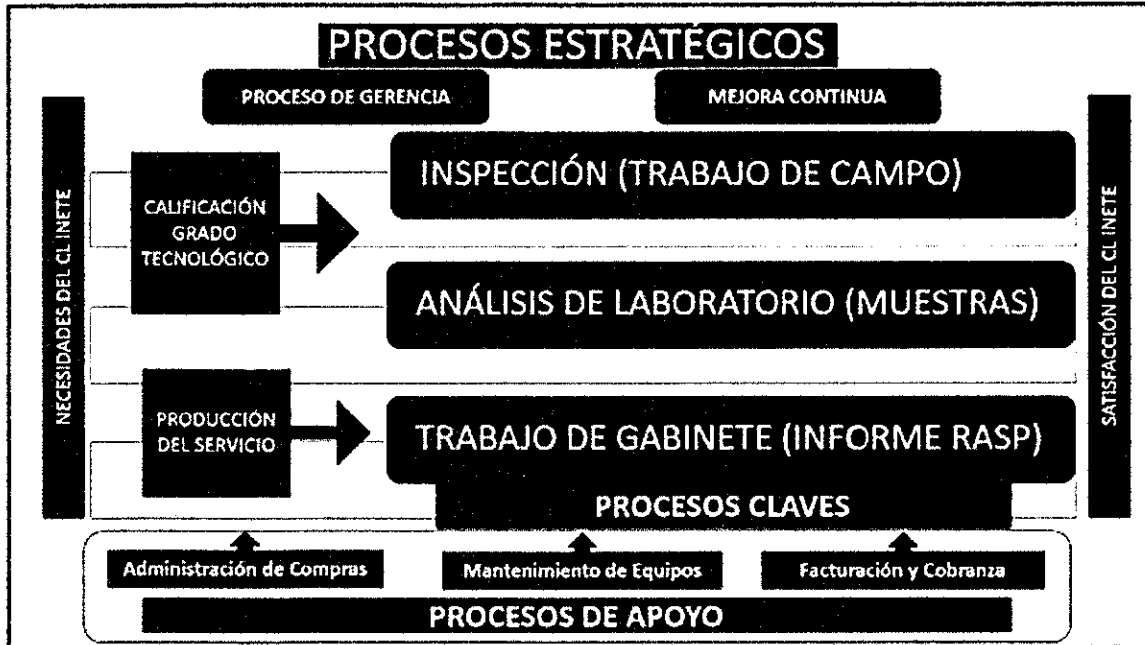 PROCESOS ESTRATÉGICOS
PROCESO DE GERENCIA
MEJORA CONTINUA
NECESIDADES DEL CL INETE
CALIFICACIÓN
GRADO
TECNOLÓGICO
INSPECCIÓN (TRABAJO DE CAMPO)
ANÁLISIS DE LABORATORIO (MUESTRAS)
PRODUCCIÓN
DEL SERVICIO
TRABAJO DE GABINETE (INFORME RASP)
PROCESOS CLAVES
SATISFACCIÓN DEL CL INETE
Administración de Compras
Mantenimiento de Equipos
Facturación y Cobranza
PROCESOS DE APOYO